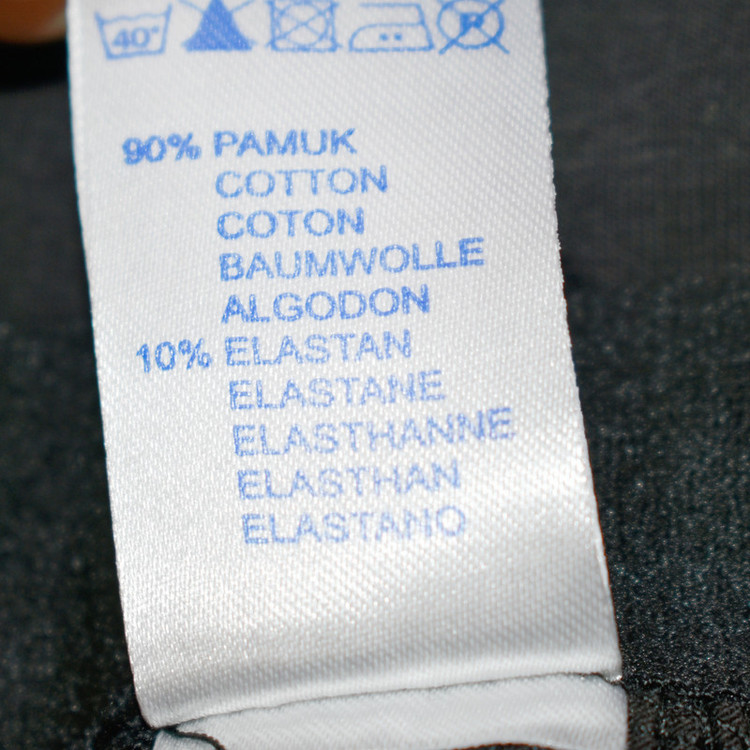 40°
P
90% PAMUK
COTTON
COTON
BAUMWOLLE
ALGODON
10% ELASTAN
ELASTANE
ELASTHANNE
ELASTHAN
ELASTANO